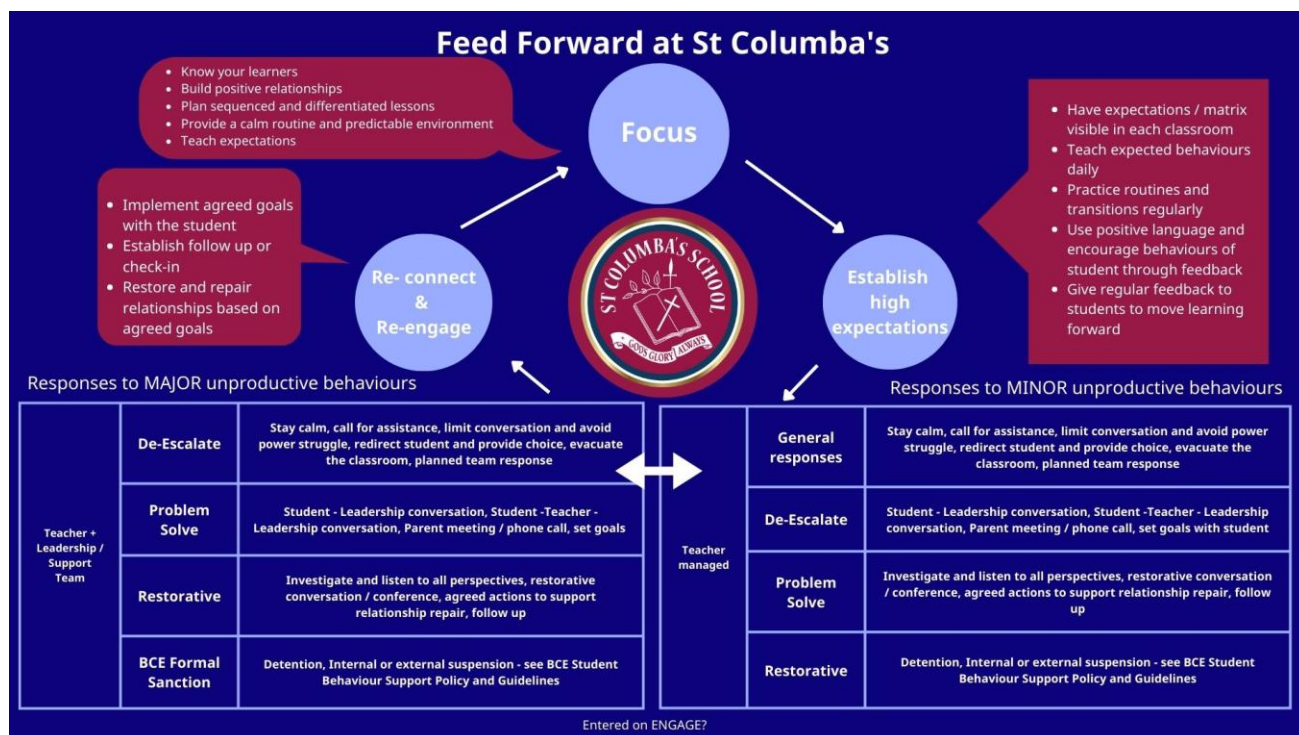 Feed Forward at St Columba's
• Know your learners
• Build positive relationships
• Plan sequenced and differentiated lessons
• Provide a calm routine and predictable environment
• Teach expectations
Focus
• Have expectations / matrix
visible in each classroom
• Teach expected behaviours
daily
• Practice routines and
transitions regularly
• Use positive language and
encourage behaviours of
student through feedback
• Give regular feedback to
students to move learning
forward
• Implement agreed goals
with the student
• Establish follow up or
check-in
• Restore and repair
relationships based on
agreed goals
Re- connect
&
Re-engage
ST COLUMBA'S SCHOOL
GODS GLORY ALWAYS
Establish
high
expectations
Responses to MAJOR unproductive behaviours
Teacher +
Leadership /
Support
Team
De-Escalate
Stay calm, call for assistance, limit conversation and avoid
power struggle, redirect student and provide choice, evacuate
the classroom, planned team response
Problem
Solve
Student - Leadership conversation, Student -Teacher -
Leadership conversation, Parent meeting / phone call, set goals
Restorative
Investigate and listen to all perspectives, restorative
conversation / conference, agreed actions to support
relationship repair, follow up
BCE Formal
Sanction
Detention, Internal or external suspension - see BCE Student
Behaviour Support Policy and Guidelines
Responses to MINOR unproductive behaviours
Teacher
managed
General
responses
Stay calm, call for assistance, limit conversation and avoid power
struggle, redirect student and provide choice, evacuate the
classroom, planned team response
De-Escalate
Student - Leadership conversation, Student -Teacher - Leadership
conversation, Parent meeting / phone call, set goals with student
Problem
Solve
Investigate and listen to all perspectives, restorative conversation
/ conference, agreed actions to support relationship repair, follow
up
Restorative
Detention, Internal or external suspension - see BCE Student
Behaviour Support Policy and Guidelines
Entered on ENGAGE?